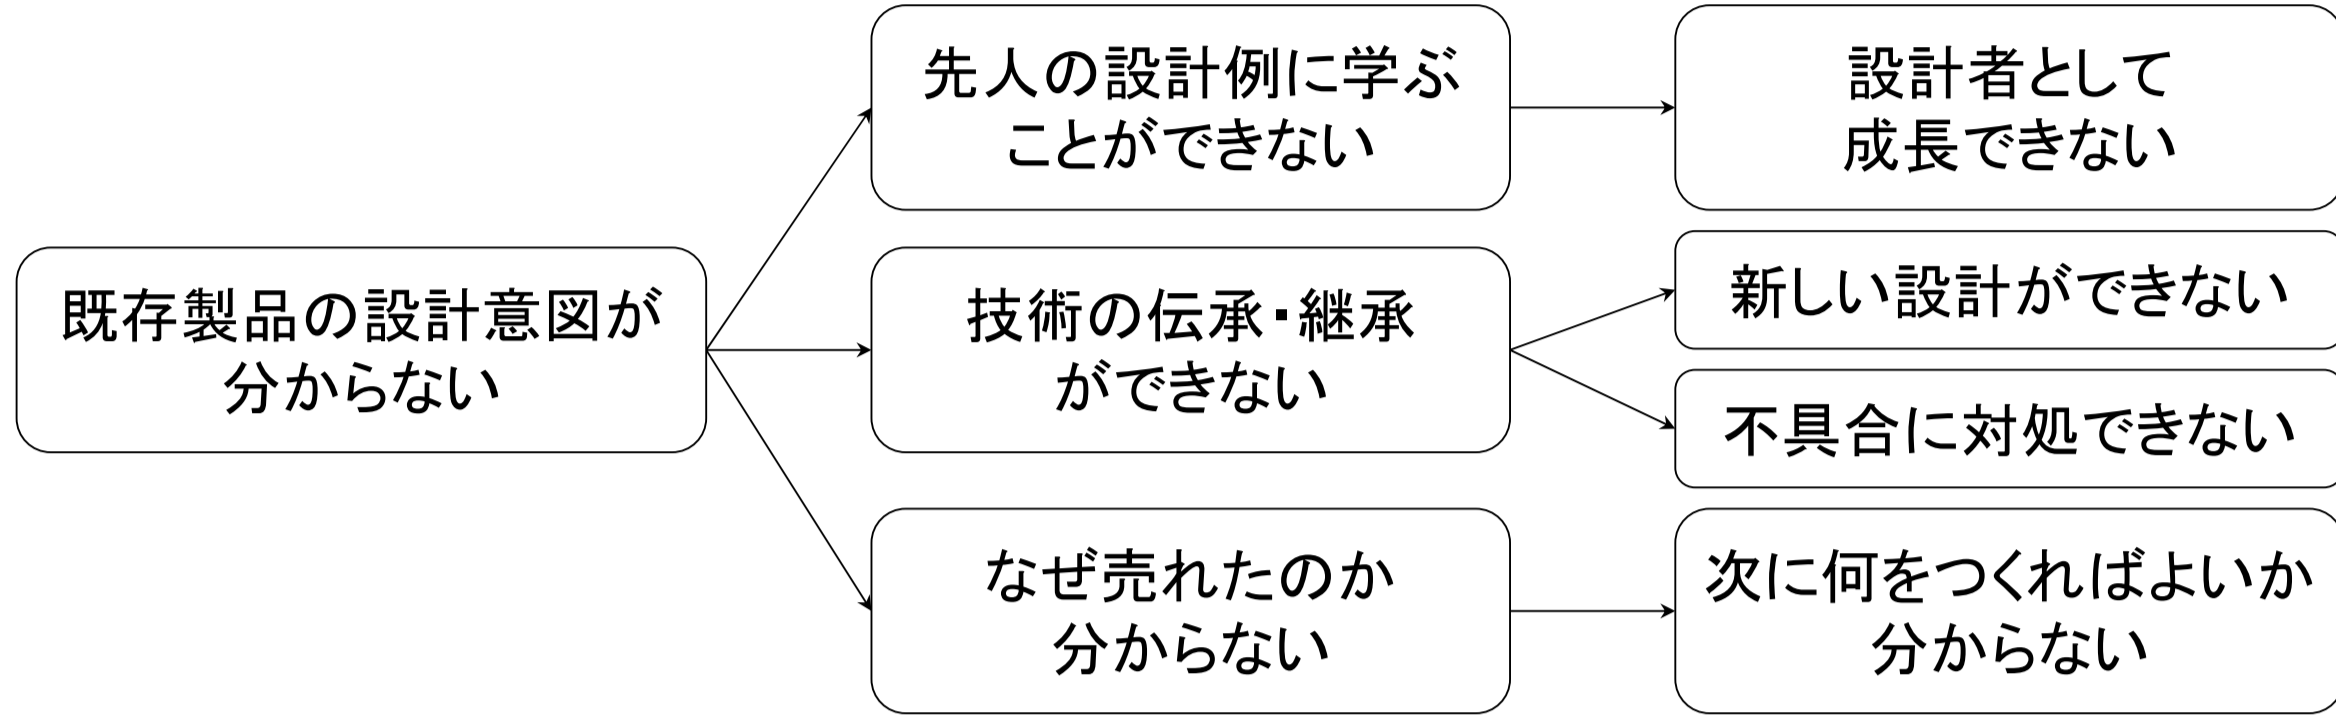 既存製品の設計意図が
分からない
先人の設計例に学ぶ
ことができない
技術の伝承・継承
ができない
なぜ売れたのか
分からない
設計者として
成長できない
新しい設計ができない
不具合に対処できない
次に何をつくればよいか
分からない